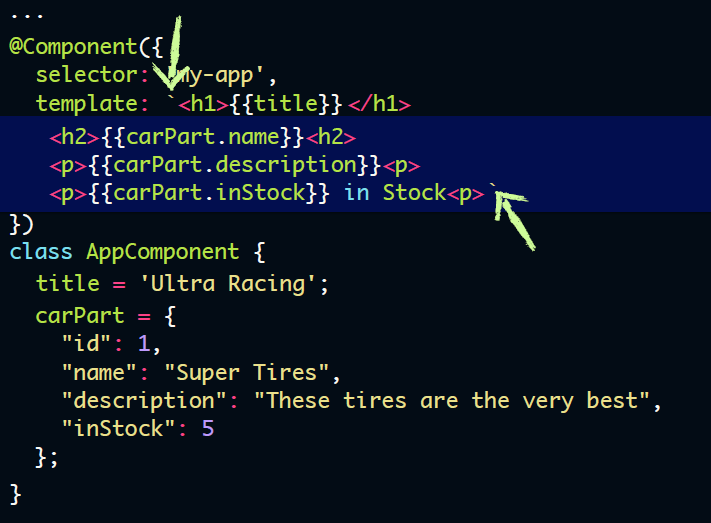 ...
@Component({
  selector: 'my-app',
  template: `<h1>{{title}}</h1>
   <h2>{{carPart.name}}<h2>
   <p>{{carPart.description}}<p>
   <p>{{carPart.inStock}} in Stock<p>`
})
class AppComponent {
  title = 'Ultra Racing';
  carPart = {
    "id": 1,
    "name": "Super Tires",
    "description": "These tires are the very best",
    "inStock": 5
  };
}